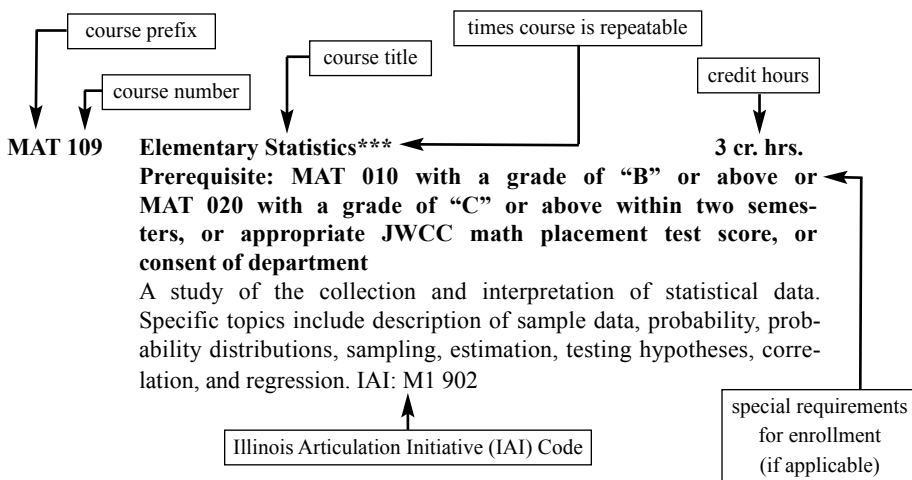 course prefix
times course is repeatable
course title
credit hours
course number
MAT 109 Elementary Statistics*** 3 cr. hrs.
Prerequisite: MAT 010 with a grade of “B” or above or
MAT 020 with a grade of “C” or above within two semes-
ters, or appropriate JWCC math placement test score, or
consent of department
A study of the collection and interpretation of statistical data.
Specific topics include description of sample data, probability, prob-
ability distributions, sampling, estimation, testing hypotheses, corre-
lation, and regression. IAI: M1 902
special requirements
for enrollment
(if applicable)
Illinois Articulation Initiative (IAI) Code